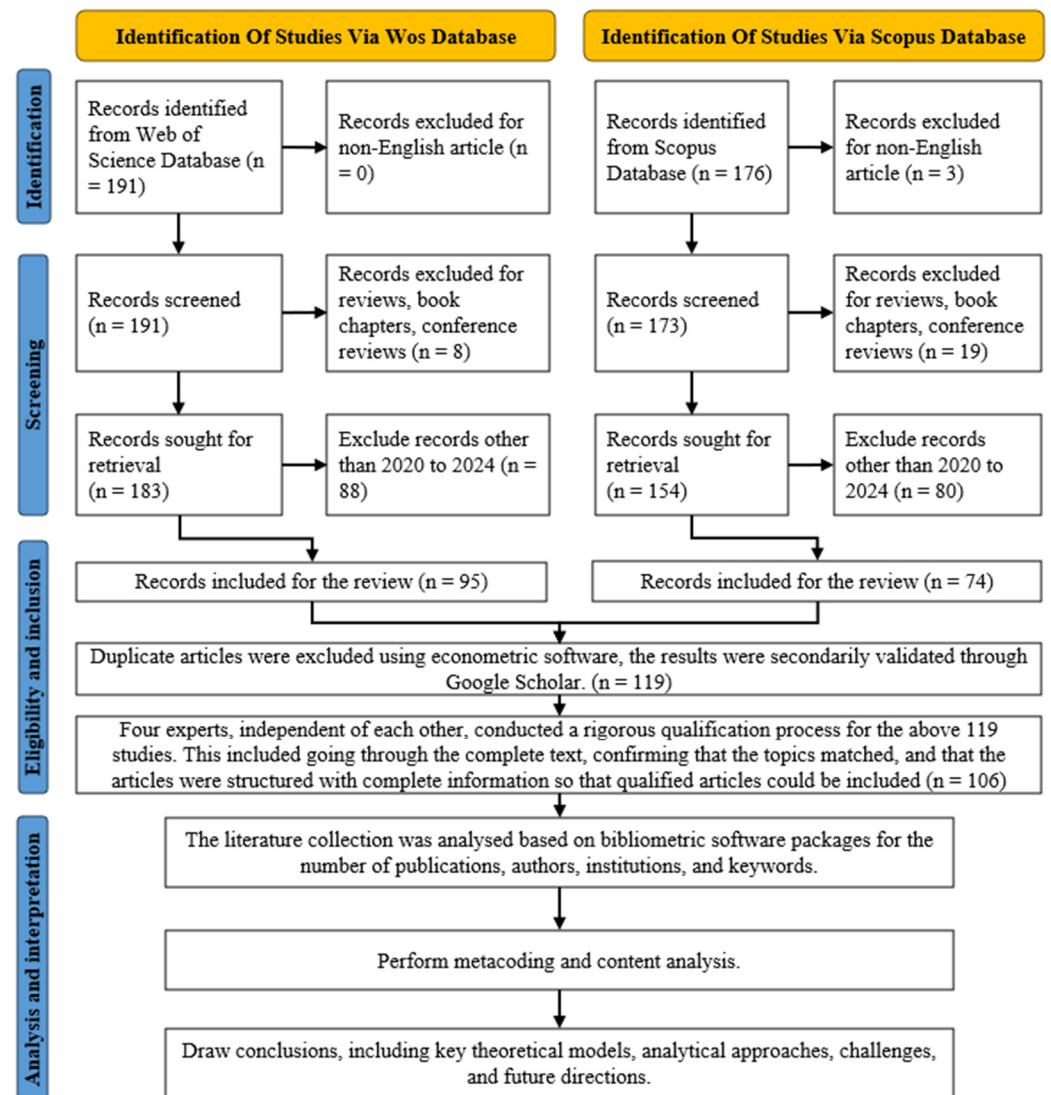 Identification Of Studies Via Wos Database
Identification Of Studies Via Scopus Database
Identification
Records identified
from Web of
Science Database (n
= 191)
Records excluded for
non-English article (n
= 0)
Records identified
from Scopus
Database (n = 176)
Records excluded
for non-English
article (n = 3)
Screening
Records screened
(n = 191)
Records excluded for
reviews, book
chapters, conference
reviews (n = 8)
Records screened
(n = 173)
Records excluded
for reviews, book
chapters, conference
reviews (n = 19)
Records sought for
retrieval
(n = 183)
Exclude records other
than 2020 to 2024 (n =
88)
Records sought for
retrieval
(n = 154)
Exclude records
other than 2020 to
2024 (n = 80)
Eligibility and inclusion
Records included for the review (n = 95)
Records included for the review (n = 74)
Duplicate articles were excluded using econometric software, the results were secondarily validated through
Google Scholar. (n = 119)
Four experts, independent of each other, conducted a rigorous qualification process for the above 119
studies. This included going through the complete text, confirming that the topics matched, and that the
articles were structured with complete information so that qualified articles could be included (n = 106)
Analysis and interpretation
The literature collection was analysed based on bibliometric software packages for the
number of publications, authors, institutions, and keywords.
Perform metacoding and content analysis.
Draw conclusions, including key theoretical models, analytical approaches, challenges,
and future directions.